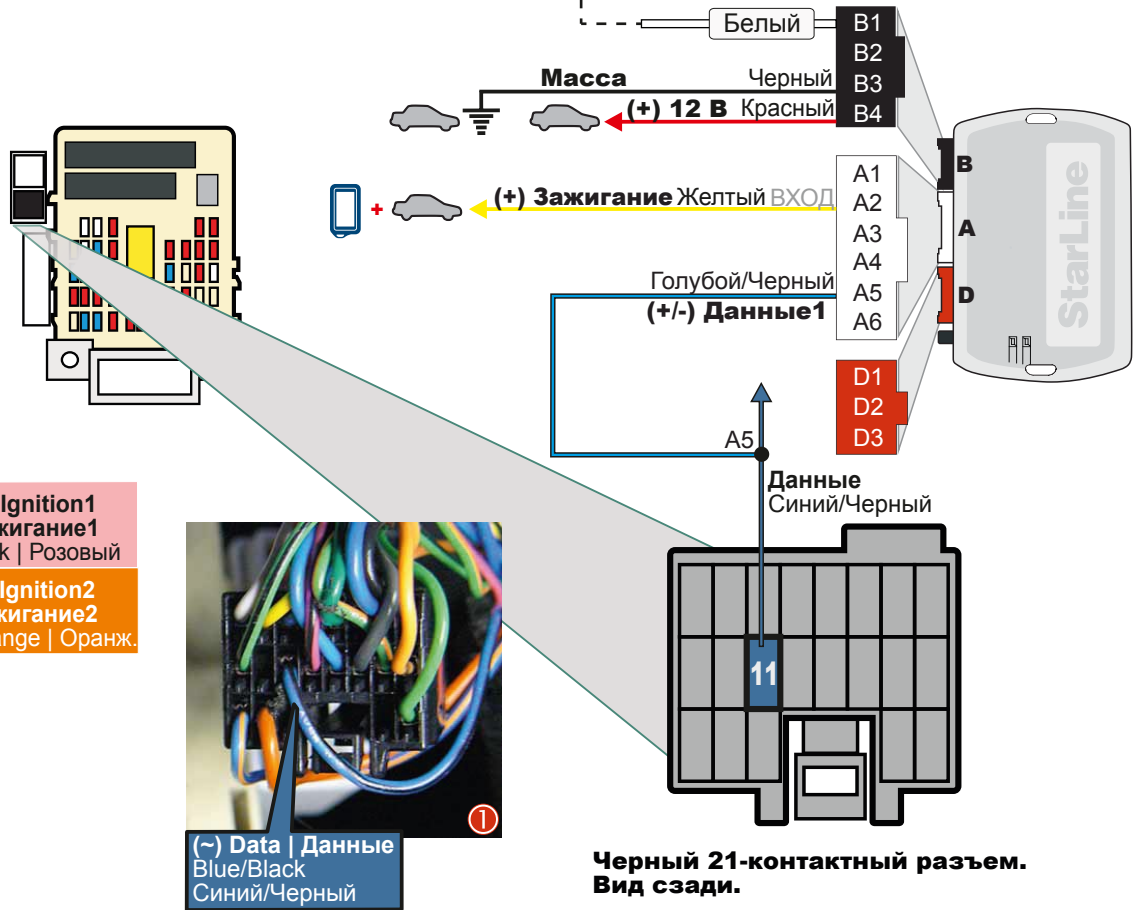 Белый
B1
B2
B3
B4
Масса
Черный
(+) 12 В Красный
B
A
D
StarLine
A1
A2
A3
A4
A5
A6
(+) Зажигание Желтый ВХОД
+
Голубой/Черный
(+/-) Данные1
D1
D2
D3
A5
Данные
Синий/Черный
11
Ignition1
жигание1
k | Розовый
Ignition2
жигание2
ange | Оранж.
1
(~) Data | Данные
Blue/Black
Синий/Черный
Черный 21-контактный разъем.
Вид сзади.